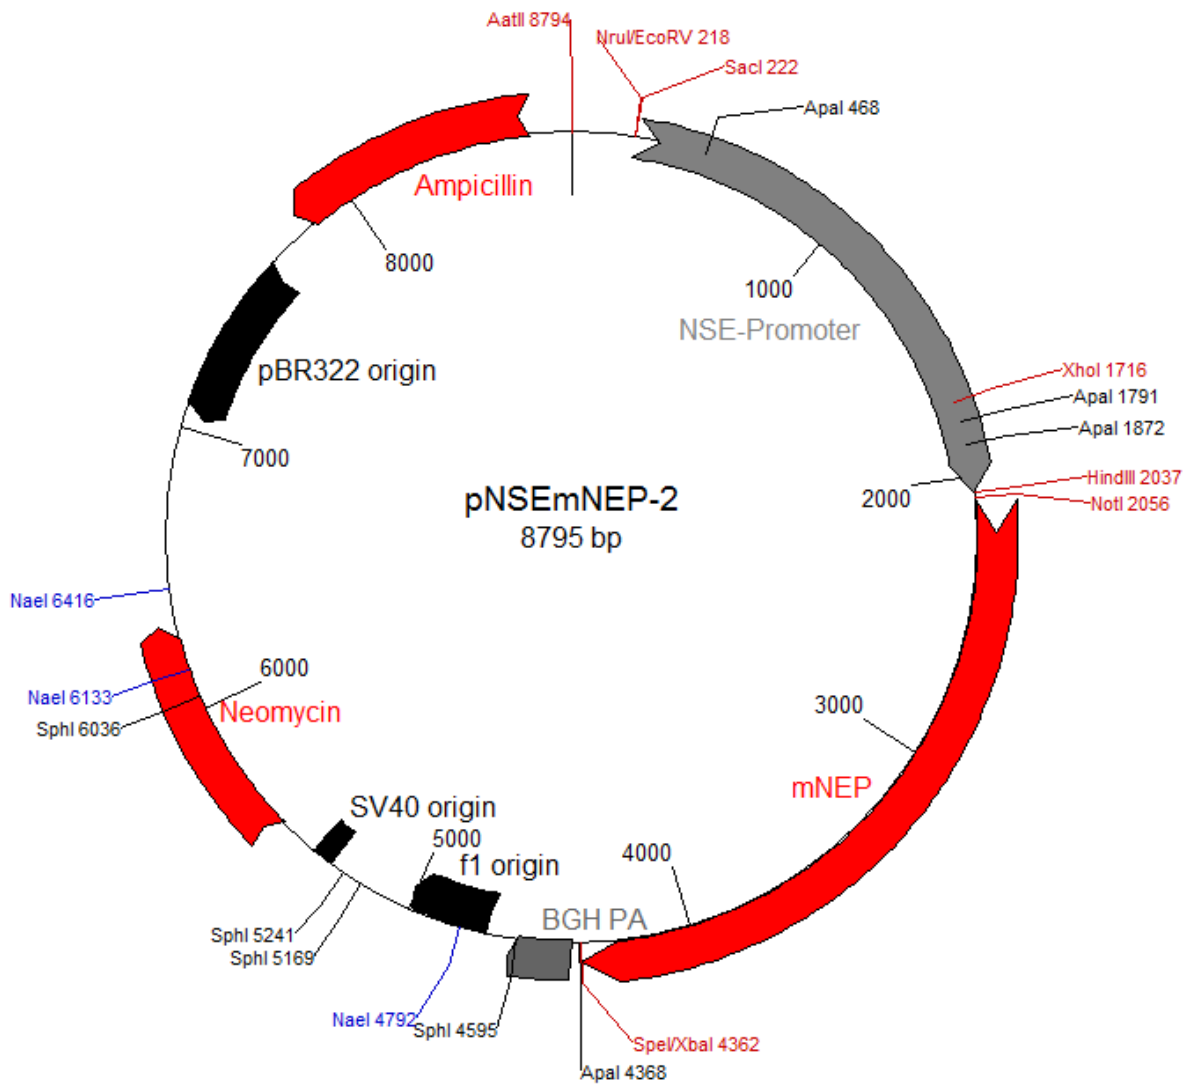 AatII 8794
NruI/EcoRV 218
SacI 222
ApaI 468
Ampicillin
8000
1000
NSE-Promoter
pBR322 origin
XhoI 1716
ApaI 1791
ApaI 1872
7000
2000
HindIII 2037
NotI 2056
pNSEmNEP-2
8795 bp
NaeI 6416
6000
NaeI 6133
SphI 6036
Neomycin
3000
mNEP
SV40 origin
5000
f1 origin
4000
BGH PA
SphI 5241
SphI 5169
NaeI 4792
SphI 4595
SpeI/XbaI 4362
ApaI 4368